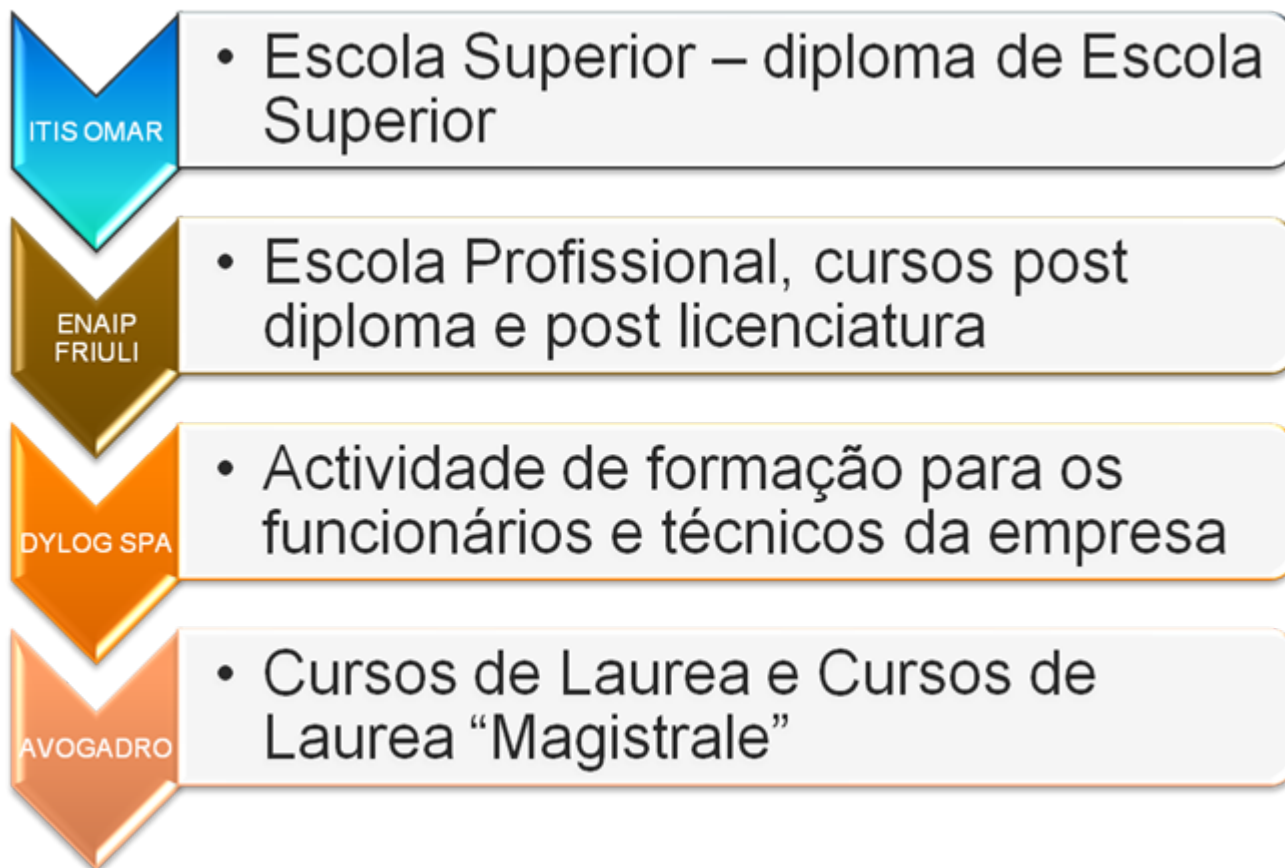 ITIS OMAR
• Escola Superior – diploma de Escola
Superior
ENAIP
FRIULI
• Escola Profissional, cursos post
diploma e post licenciatura
DYLOG SPA
• Actividade de formação para os
funcionários e técnicos da empresa
AVOGADRO
• Cursos de Laurea e Cursos de
Laurea “Magistrale”